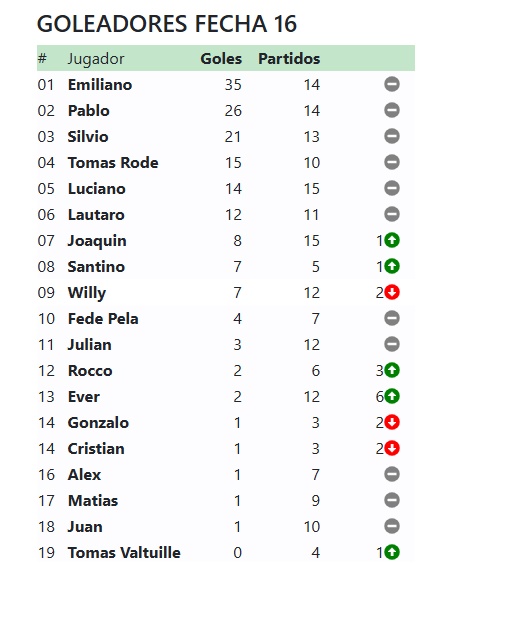 GOLEADORES FECHA 16
# Jugador Goles Partidos
01 Emiliano 35 14
02 Pablo 26 14
03 Silvio 21 13
04 Tomas Rode 15 10
05 Luciano 14 15
06 Lautaro 12 11
07 Joaquin 8 15 1
08 Santino 7 5 1
09 Willy 7 12 2
10 Fede Pela 4 7
11 Julian 3 12
12 Rocco 2 6 3
13 Ever 2 12 6
14 Gonzalo 1 3 2
14 Cristian 1 3 2
16 Alex 1 7
17 Matias 1 9
18 Juan 1 10
19 Tomas Valtuille 0 4 1